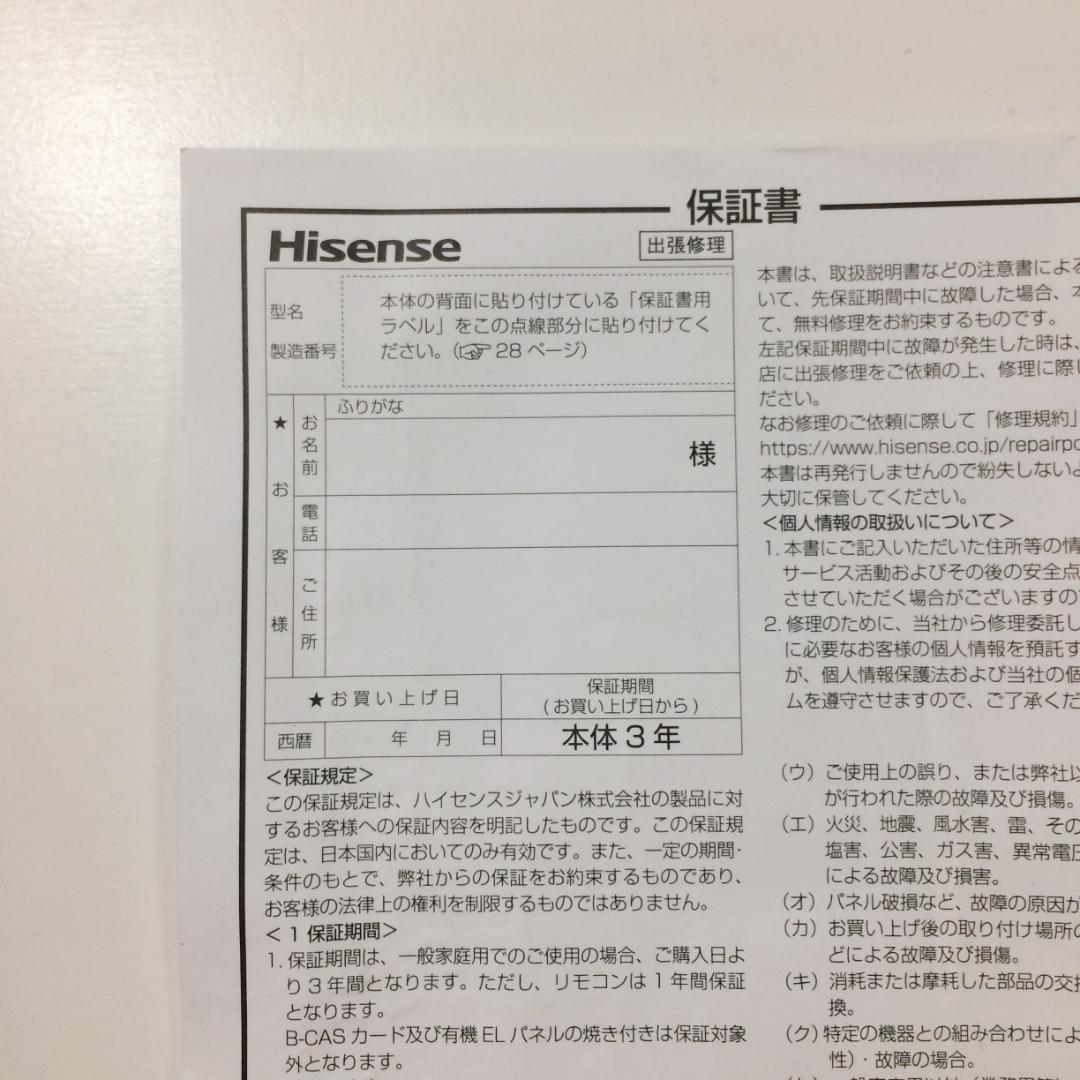 保証書
Hisense
出張修理
型名
製造番号
本体の背面に貼り付けている「保証書用
ラベル」をこの点線部分に貼り付けてく
ださい。(☞ 28 ページ)
★お客様
お名前
ふりがな
様
電話
ご住所
★お買い上げ日
保証期間
(お買い上げ日から)
西暦
年 月 日
本体 3 年
<保証規定>
この保証規定は、ハイセンスジャパン株式会社の製品に対
するお客様への保証内容を明記したものです。この保証規
定は、日本国内においてのみ有効です。また、一定の期間・
条件のもとで、弊社からの保証をお約束するものであり、
お客様の法律上の権利を制限するものではありません。
< 1 保証期間>
1. 保証期間は、一般家庭用でのご使用の場合、ご購入日よ
り 3 年間となります。ただし、リモコンは 1 年間保証
となります。
B-CAS カード及び有機 EL パネルの焼き付きは保証対象
外となります。
本書は、取扱説明書などの注意書による
いて、先保証期間中に故障した場合、
て、無料修理をお約束するものです。
左記保証期間中に故障が発生した時は、
店に出張修理をご依頼の上、修理に際
ださい。
なお修理のご依頼に際して「修理規約」
https://www.hisense.co.jp/repairpo
本書は再発行しませんので紛失しない
大切に保管してください。
<個人情報の取扱いについて>
1. 本書にご記入いただいた住所等の情
サービス活動およびその後の安全点
させていただく場合がございますの
2. 修理のために、当社から修理委託し
に必要なお客様の個人情報を預託す
が、個人情報保護法および当社の個
ムを遵守させますので、ご了承くだ
(ウ) ご使用上の誤り、または弊社以
が行われた際の故障及び損傷。
(エ) 火災、地震、風水害、雷、その
塩害、公害、ガス害、異常電圧
による故障及び損害。
(オ) パネル破損など、故障の原因が
(カ) お買い上げ後の取り付け場所の
どによる故障及び損傷。
(キ) 消耗または摩耗した部品の交換
換。
(ク) 特定の機器との組み合わせによ
性)・故障の場合。